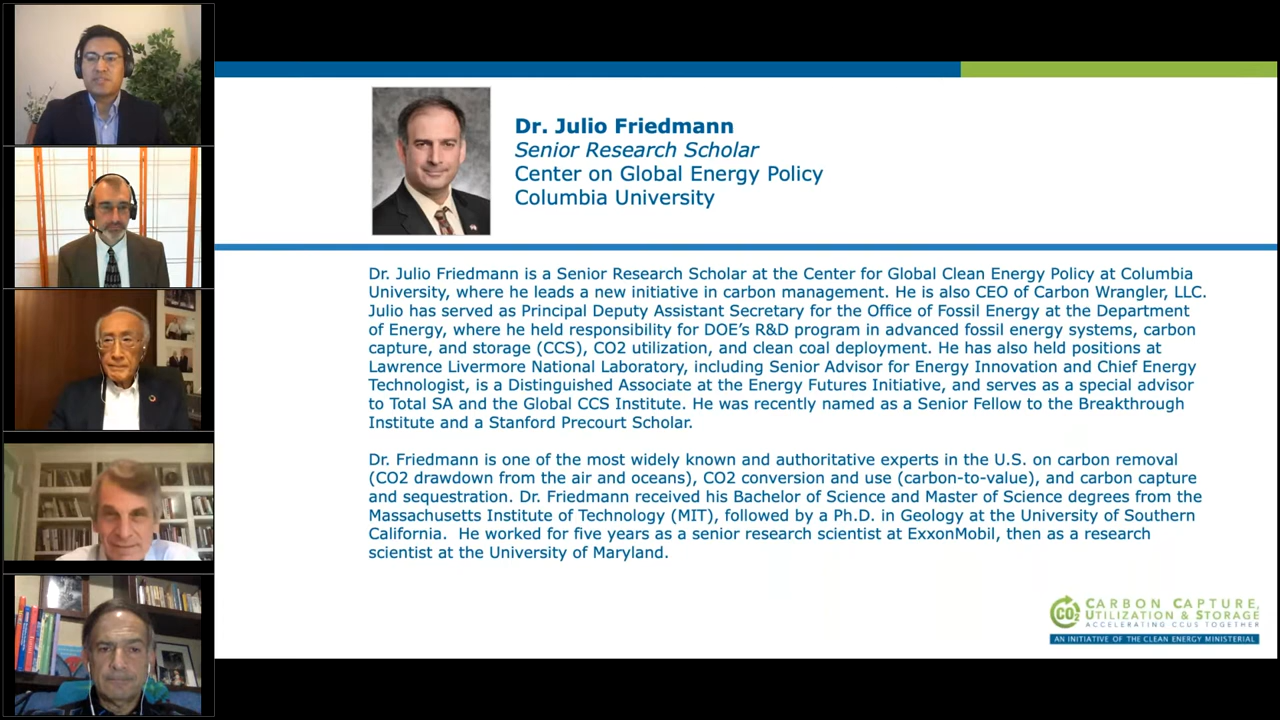 Dr. Julio Friedmann
Senior Research Scholar
Center on Global Energy Policy
Columbia University
Dr. Julio Friedmann is a Senior Research Scholar at the Center for Global Clean Energy Policy at Columbia
University, where he leads a new initiative in carbon management. He is also CEO of Carbon Wrangler, LLC.
Julio has served as Principal Deputy Assistant Secretary for the Office of Fossil Energy at the Department
of Energy, where he held responsibility for DOE's R&D program in advanced fossil energy systems, carbon
capture, and storage (CCS), CO2 utilization, and clean coal deployment. He has also held positions at
Lawrence Livermore National Laboratory, including Senior Advisor for Energy Innovation and Chief Energy
Technologist, is a Distinguished Associate at the Energy Futures Initiative, and serves as a special advisor
to Total SA and the Global CCS Institute. He was recently named as a Senior Fellow to the Breakthrough
Institute and a Stanford Precourt Scholar.
Dr. Friedmann is one of the most widely known and authoritative experts in the U.S. on carbon removal
(CO2 drawdown from the air and oceans), CO2 conversion and use (carbon-to-value), and carbon capture
and sequestration. Dr. Friedmann received his Bachelor of Science and Master of Science degrees from the
Massachusetts Institute of Technology (MIT), followed by a Ph.D. in Geology at the University of Southern
California. He worked for five years as a senior research scientist at ExxonMobil, then as a research
scientist at the University of Maryland.
CO2
CARBON CAPTURE,
UTILIZATION & STORAGE
ACCELERATING CCUS TOGETHER
AN INITIATIVE OF THE CLEAN ENERGY MINISTERIAL